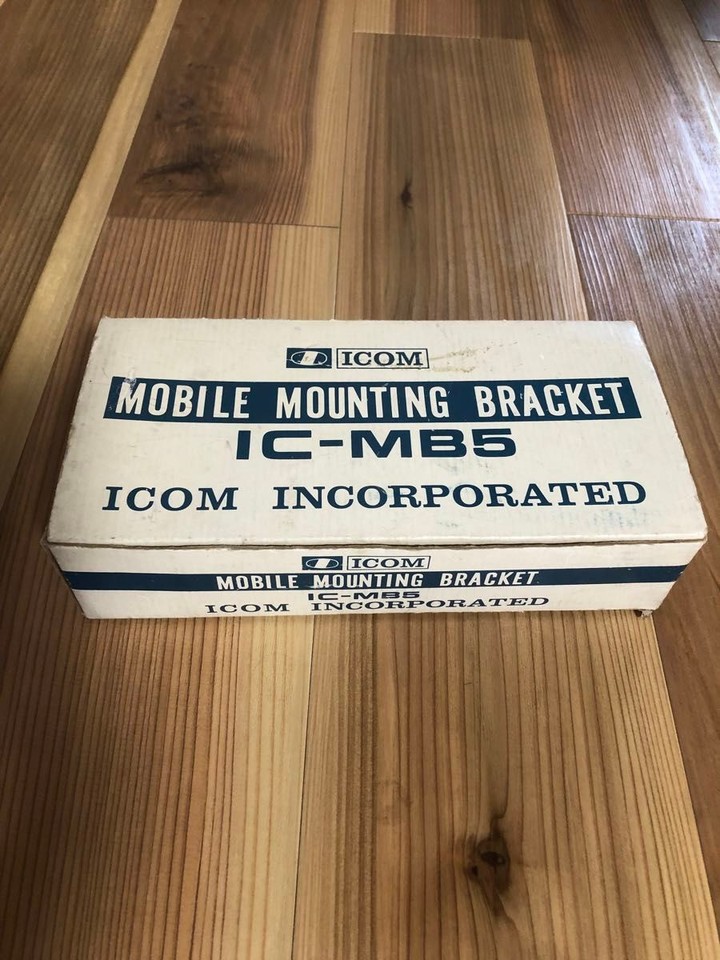 ICOM
MOBILE MOUNTING BRACKET
IC-MB5
ICOM INCORPORATED
ICOM
MOBILE MOUNTING BRACKET
IC-MB5
ICOM INCORPORATED